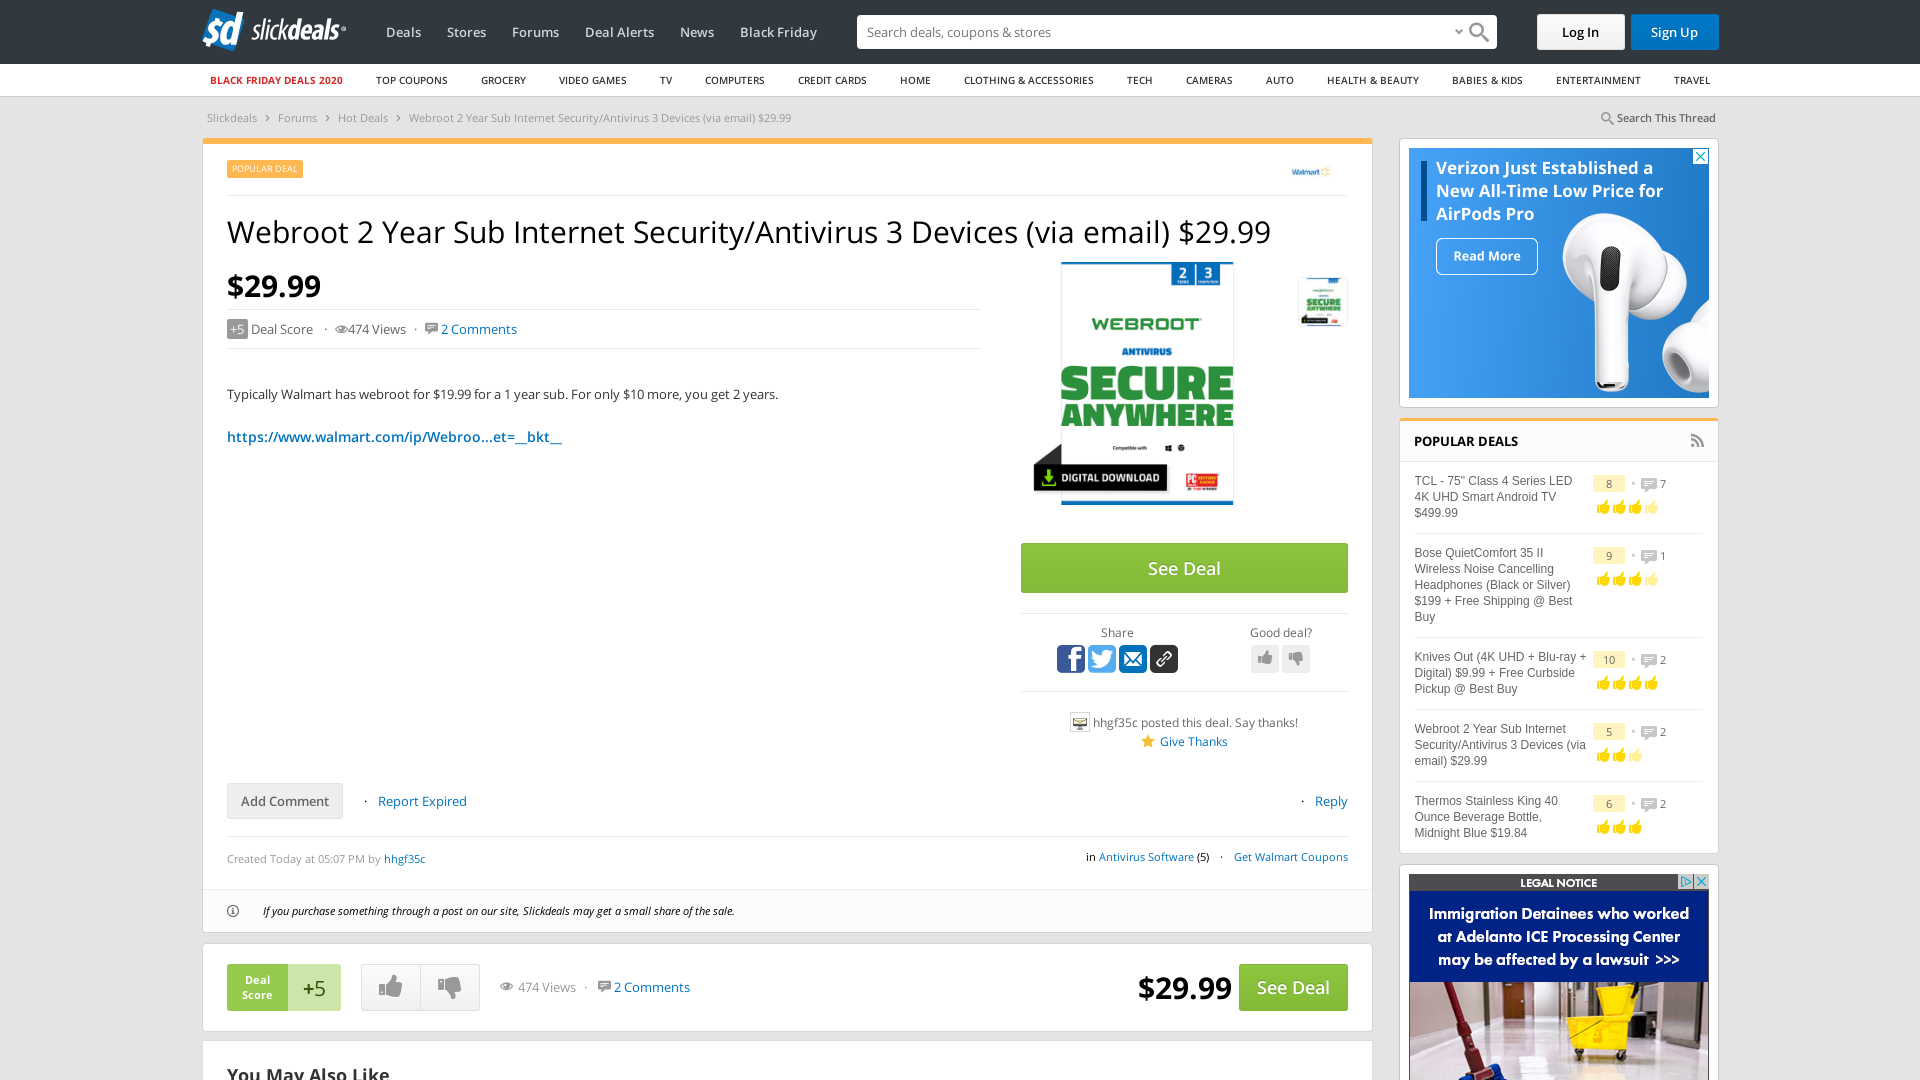 sd slickdeals
Deals Stores Forums Deal Alerts News Black Friday
Search deals, coupons & stores
Log In
Sign Up
BLACK FRIDAY DEALS 2020 TOP COUPONS GROCERY VIDEO GAMES TV COMPUTERS CREDIT CARDS HOME CLOTHING & ACCESSORIES TECH CAMERAS AUTO HEALTH & BEAUTY BABIES & KIDS ENTERTAINMENT TRAVEL
Slickdeals › Forums › Hot Deals › Webroot 2 Year Sub Internet Security/Antivirus 3 Devices (via email) $29.99
Search This Thread
POPULAR DEAL
Walmart
Webroot 2 Year Sub Internet Security/Antivirus 3 Devices (via email) $29.99
$29.99
+5 Deal Score · 474 Views · 2 Comments
Typically Walmart has webroot for $19.99 for a 1 year sub. For only $10 more, you get 2 years.
https://www.walmart.com/ip/Webroo...et=__bkt__
2 3
YEARS COMPUTERS
WEBROOT
ANTIVIRUS
SECURE
ANYWHERE
Compatible with
DIGITAL DOWNLOAD
PC
See Deal
Share
Good deal?
hhgf35c posted this deal. Say thanks!
Give Thanks
Add Comment · Report Expired
· Reply
Created Today at 05:07 PM by hhgf35c
in Antivirus Software (5) · Get Walmart Coupons
If you purchase something through a post on our site, Slickdeals may get a small share of the sale.
Deal
Score
+5
474 Views · 2 Comments
$29.99
See Deal
You May Also Like
Verizon Just Established a
New All-Time Low Price for
AirPods Pro
Read More
POPULAR DEALS
TCL - 75" Class 4 Series LED
4K UHD Smart Android TV
$499.99
8 • 7
Bose QuietComfort 35 II
Wireless Noise Cancelling
Headphones (Black or Silver)
$199 + Free Shipping @ Best
Buy
9 • 1
Knives Out (4K UHD + Blu-ray +
Digital) $9.99 + Free Curbside
Pickup @ Best Buy
10 • 2
Webroot 2 Year Sub Internet
Security/Antivirus 3 Devices (via
email) $29.99
5 • 2
Thermos Stainless King 40
Ounce Beverage Bottle,
Midnight Blue $19.84
6 • 2
LEGAL NOTICE
Immigration Detainees who worked
at Adelanto ICE Processing Center
may be affected by a lawsuit >>>